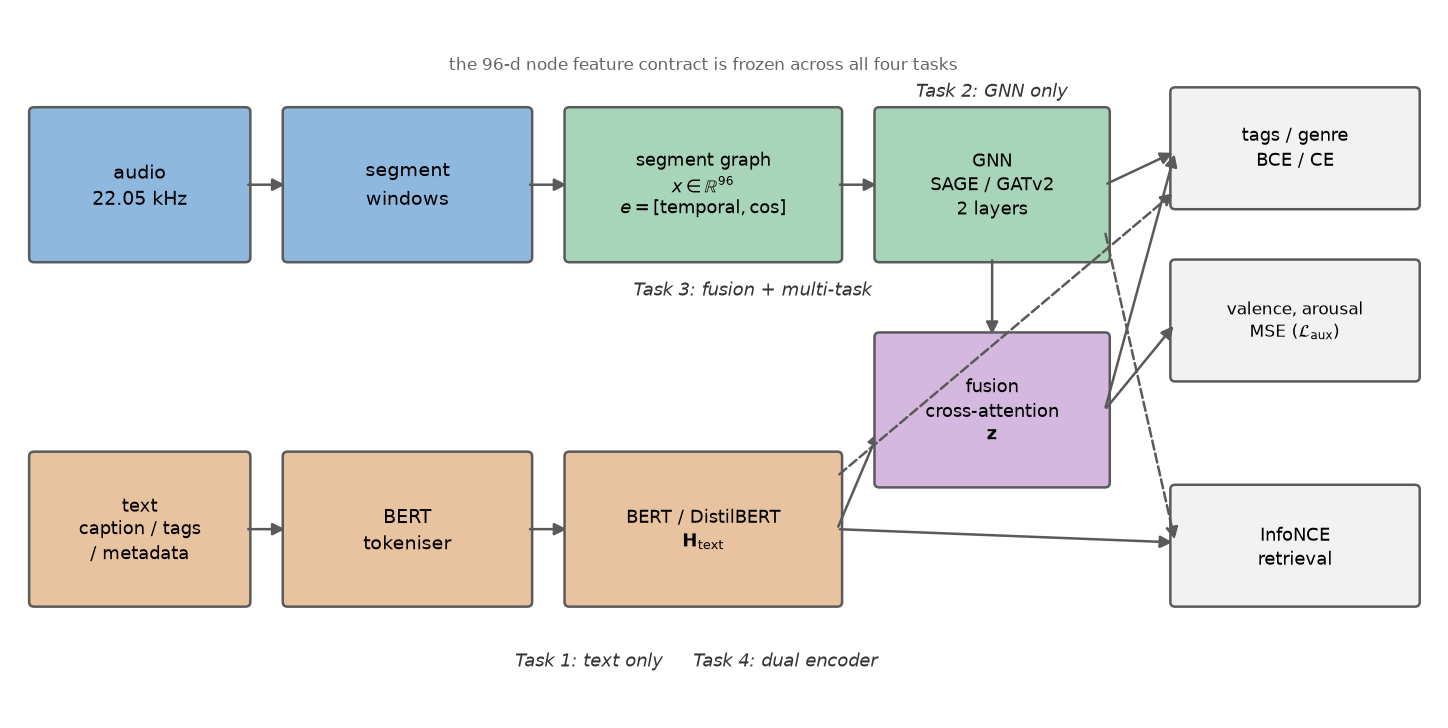 the 96-d node feature contract is frozen across all four tasks
Task 2: GNN only
audio
22.05 kHz
segment
windows
segment graph
x ∈ ℝ⁹⁶
e = [temporal, cos]
GNN
SAGE / GATv2
2 layers
tags / genre
BCE / CE
Task 3: fusion + multi-task
valence, arousal
MSE (ℒ_aux)
fusion
cross-attention
z
text
caption / tags
/ metadata
BERT
tokeniser
BERT / DistilBERT
H_text
InfoNCE
retrieval
Task 1: text only
Task 4: dual encoder